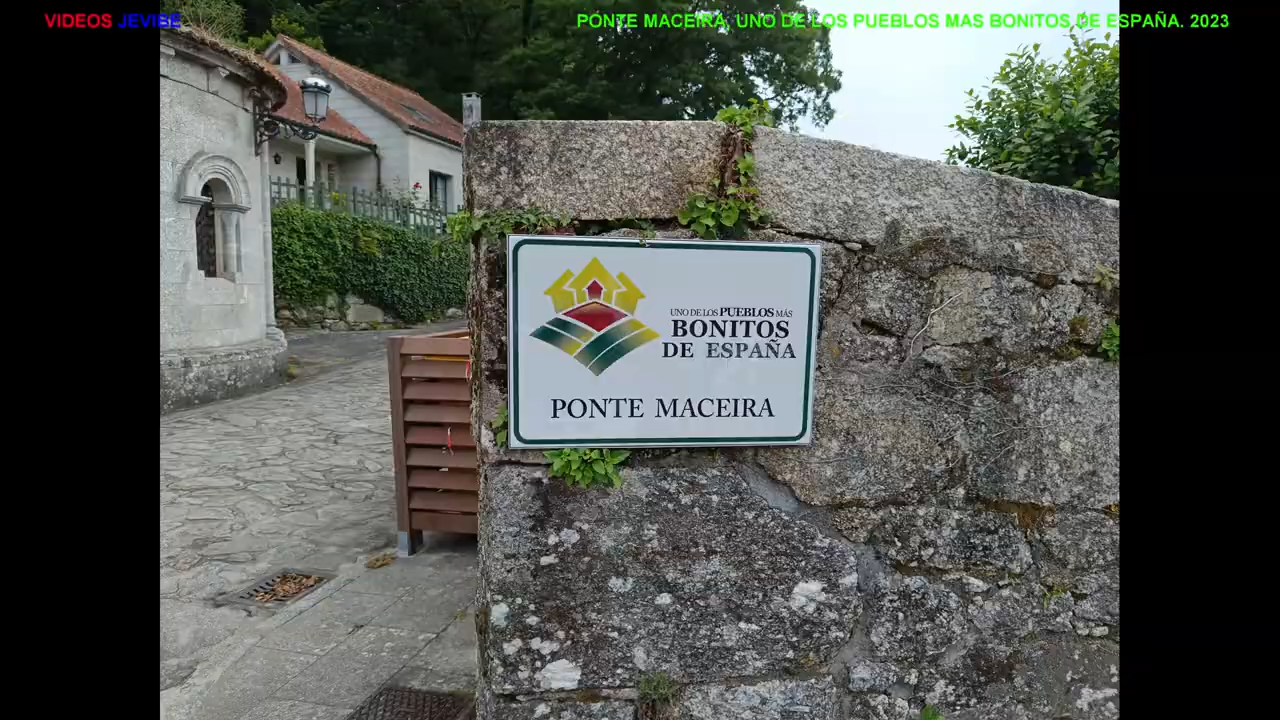 VIDEOS JEVIBE
PONTE MACEIRA, UNO DE LOS PUEBLOS MAS BONITOS DE ESPAÑA. 2023
UNO DE LOS PUEBLOS MÁS
BONITOS
DE ESPAÑA
PONTE MACEIRA